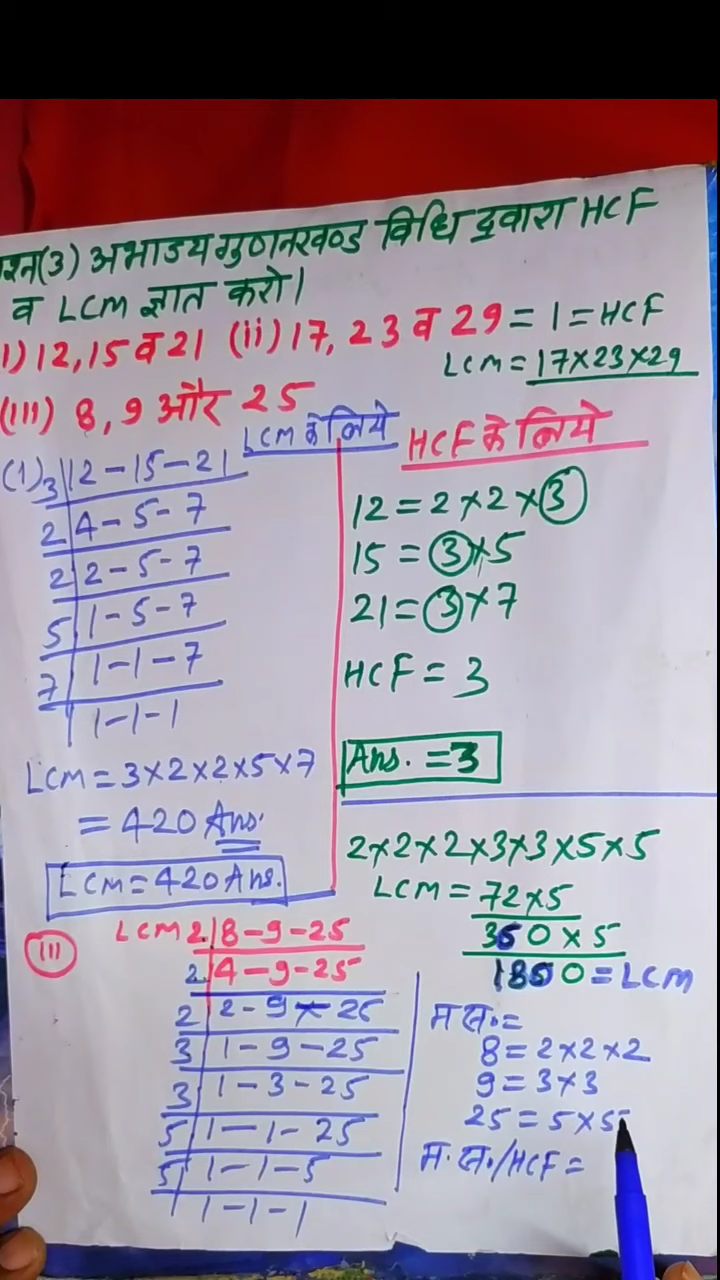 श्न(3) अभाज्य गुणनखण्ड विधि द्वारा HCF
व LCM ज्ञात करो।
I) 12, 15 व 21 (ii) 17, 23 व 29 = 1 = HCF
LCM = 17×23×29
(III) 8, 9 और 25
LCM के लिये
(1) 3 | 12 - 15 - 21
2 | 4 - 5 - 7
2 | 2 - 5 - 7
5 | 1 - 5 - 7
7 | 1 - 1 - 7
1 - 1 - 1
LCM = 3×2×2×5×7
= 420 Ans.
LCM = 420 Ans.
HCF के लिये
12 = 2×2×3
15 = 3×5
21 = 3×7
HCF = 3
Ans. = 3
2×2×2×3×3×5×5
LCM = 72×5
360×5
1800 = LCM
(III) LCM 2 | 8 - 9 - 25
2 | 4 - 9 - 25
2 | 2 - 9 - 25
3 | 1 - 9 - 25
3 | 1 - 3 - 25
5 | 1 - 1 - 25
5 | 1 - 1 - 5
1 - 1 - 1
म स. =
8 = 2×2×2
9 = 3×3
25 = 5×5
म. स./HCF =